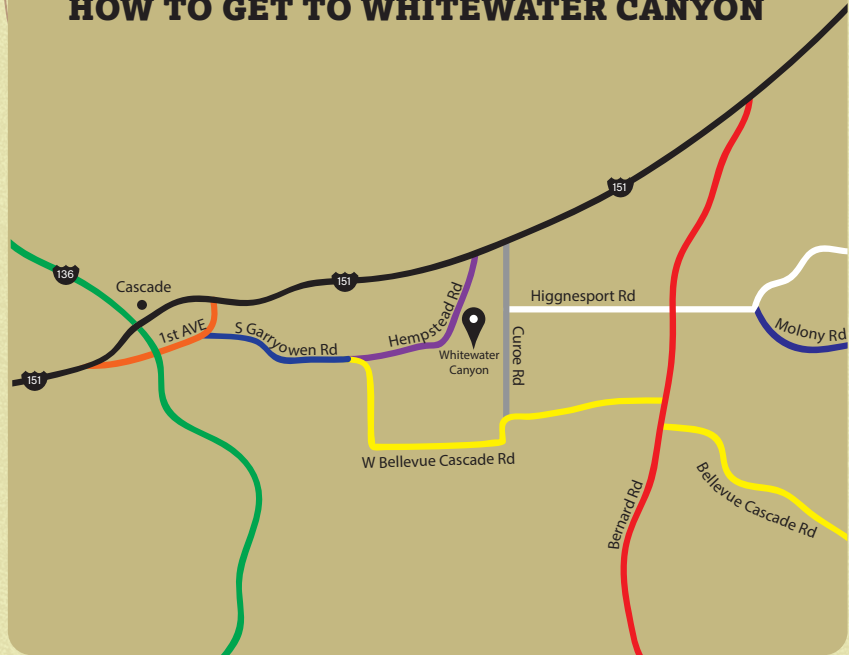 HOW TO GET TO WHITEWATER CANYON
151
136
Cascade
151
1st AVE
S Garryowen Rd
Hempstead Rd
Higgnesport Rd
Molony Rd
Whitewater
Canyon
Curoe Rd
151
W Bellevue Cascade Rd
Bellevue Cascade Rd
Bernard Rd